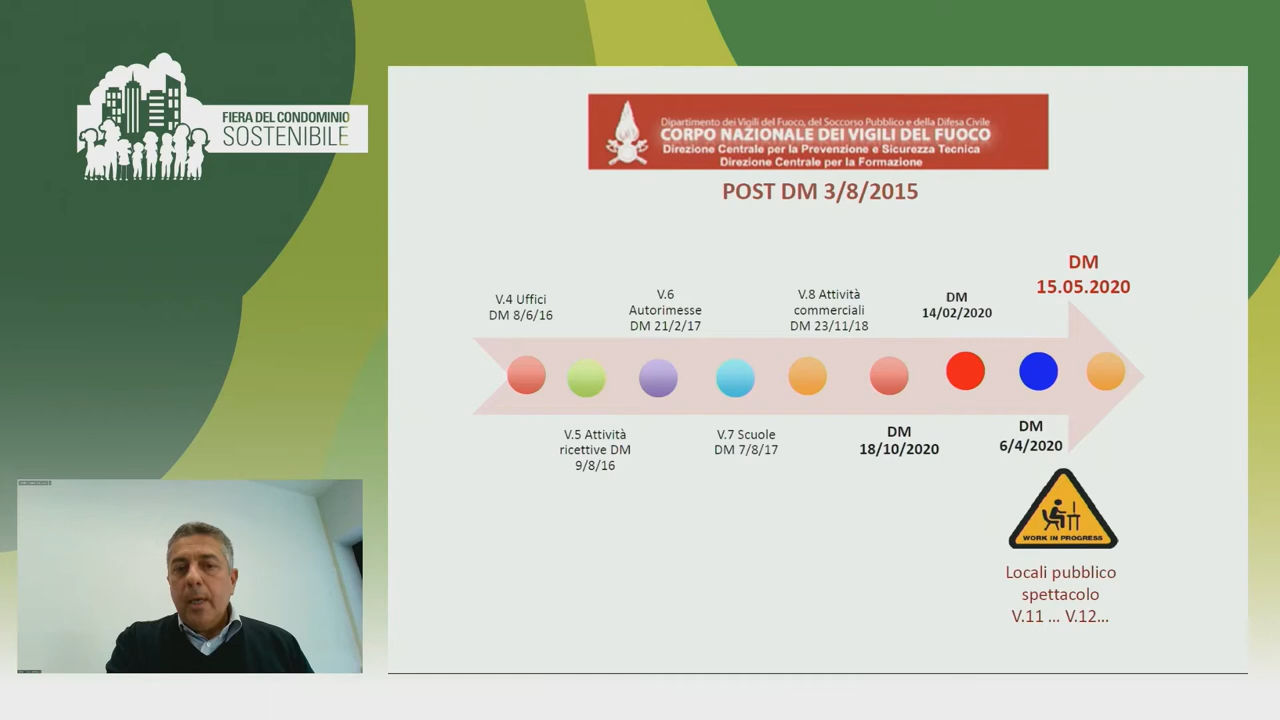 FIERA DEL CONDOMINIO
SOSTENIBILE
Dipartimento dei Vigili del Fuoco, del Soccorso Pubblico e della Difesa Civile
CORPO NAZIONALE DEI VIGILI DEL FUOCO
Direzione Centrale per la Prevenzione e Sicurezza Tecnica
Direzione Centrale per la Formazione
POST DM 3/8/2015
V.4 Uffici
DM 8/6/16
V.6
Autorimesse
DM 21/2/17
V.8 Attività
commerciali
DM 23/11/18
DM
14/02/2020
DM
15.05.2020
V.5 Attività
ricettive DM
9/8/16
V.7 Scuole
DM 7/8/17
DM
18/10/2020
DM
6/4/2020
WORK IN PROGRESS
Locali pubblico
spettacolo
V.11 ... V.12...